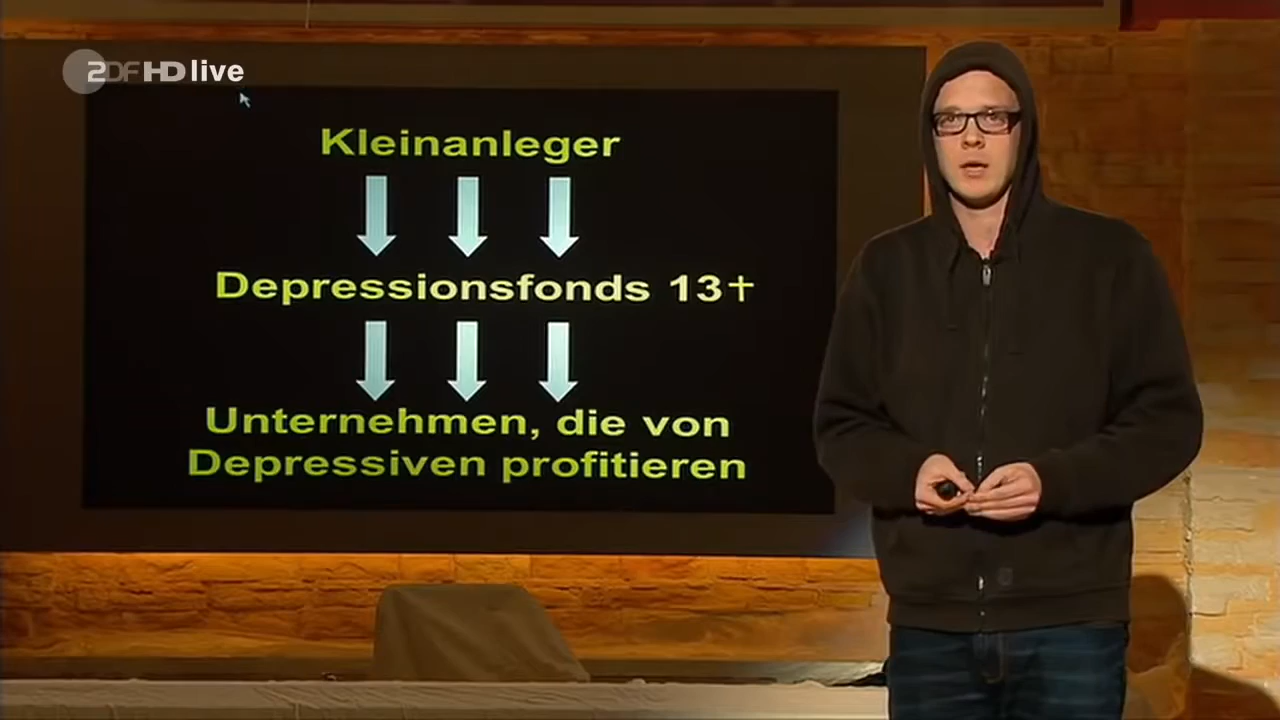 ZDF HD live
Kleinanleger
Depressionsfonds 13†
Unternehmen, die von
Depressiven profitieren